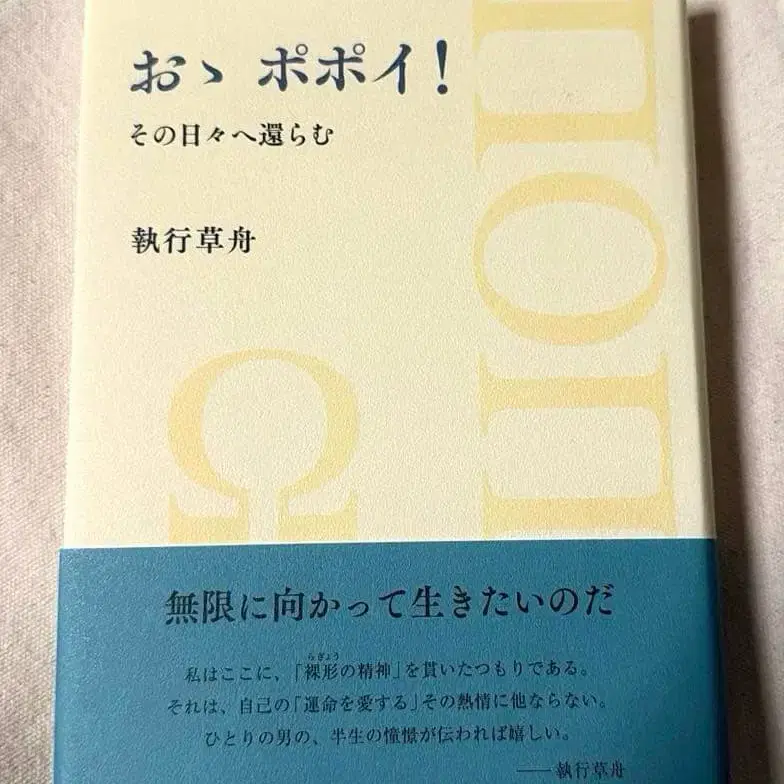 おゝ ポポイ!
その日々へ還らむ
執行草舟
ΠΟΠ
Ω
無限に向かって生きたいのだ
らぎょう
私はここに、「裸形の精神」を貫いたつもりである。
それは、自己の「運命を愛する」その熱情に他ならない。
ひとりの男の、半生の憧憬が伝われば嬉しい。
——執行草舟